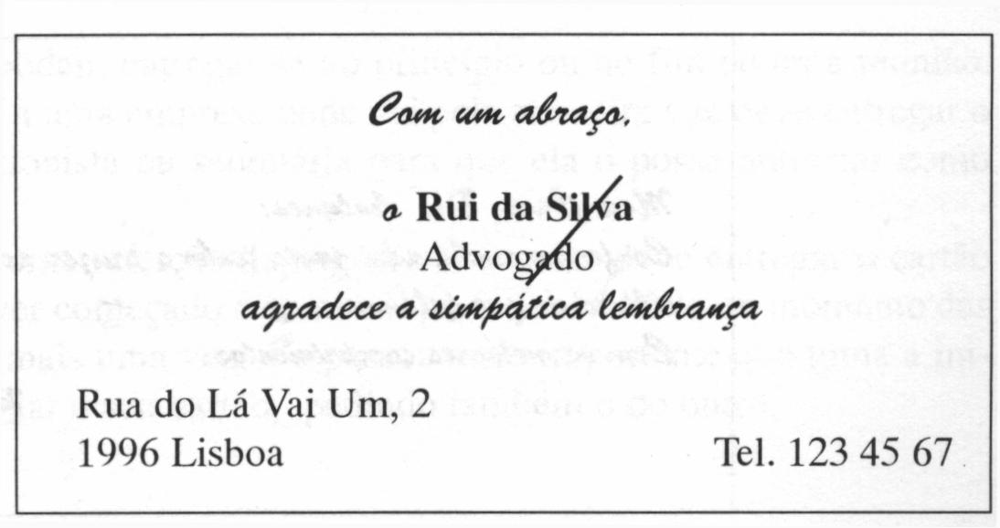 Com um abraço,
o Rui da Silva
Advogado
agradece a simpática lembrança
Rua do Lá Vai Um, 2
1996 Lisboa
Tel. 123 45 67